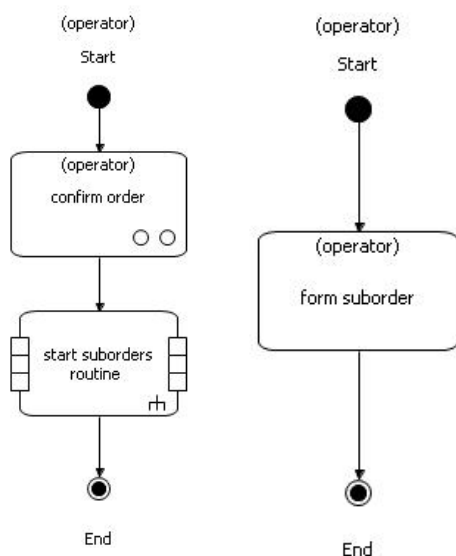 (operator)
Start
(operator)
confirm order
start suborders
routine
End
(operator)
Start
(operator)
form suborder
End